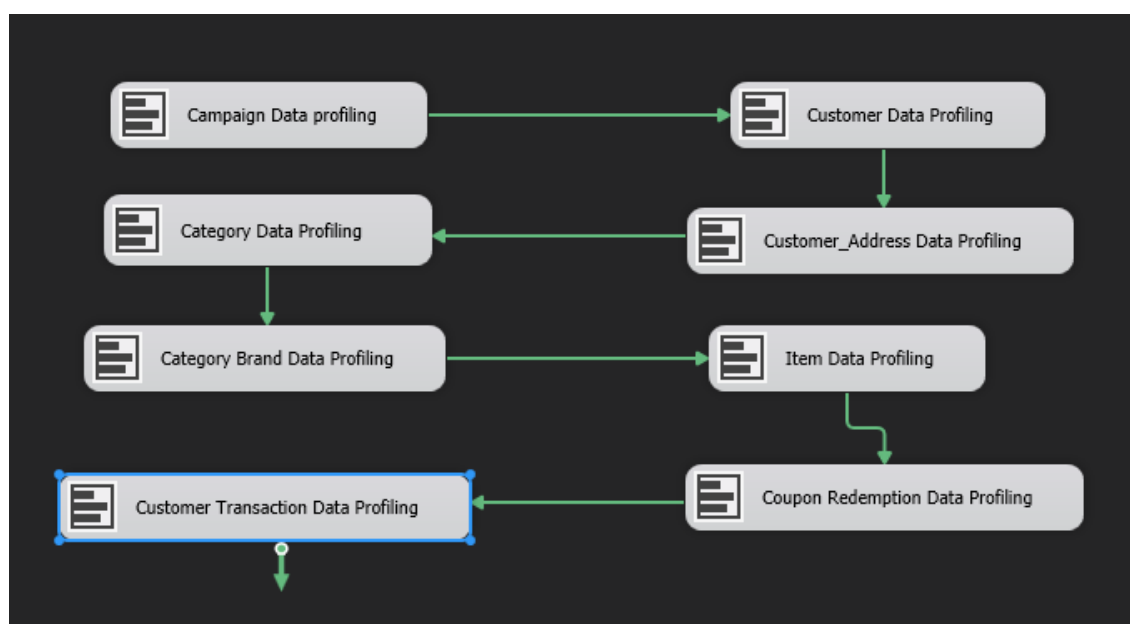 Campaign Data profiling
Customer Data Profiling
Category Data Profiling
Customer_Address Data Profiling
Category Brand Data Profiling
Item Data Profiling
Customer Transaction Data Profiling
Coupon Redemption Data Profiling